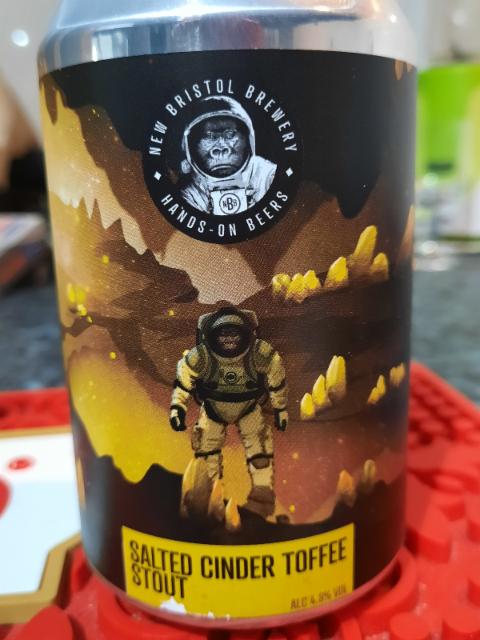 NEW BRISTOL BREWERY
HANDS-ON BEERS
NBB
SALTED CINDER TOFFEE
STOUT
ALC 4.9% VOL